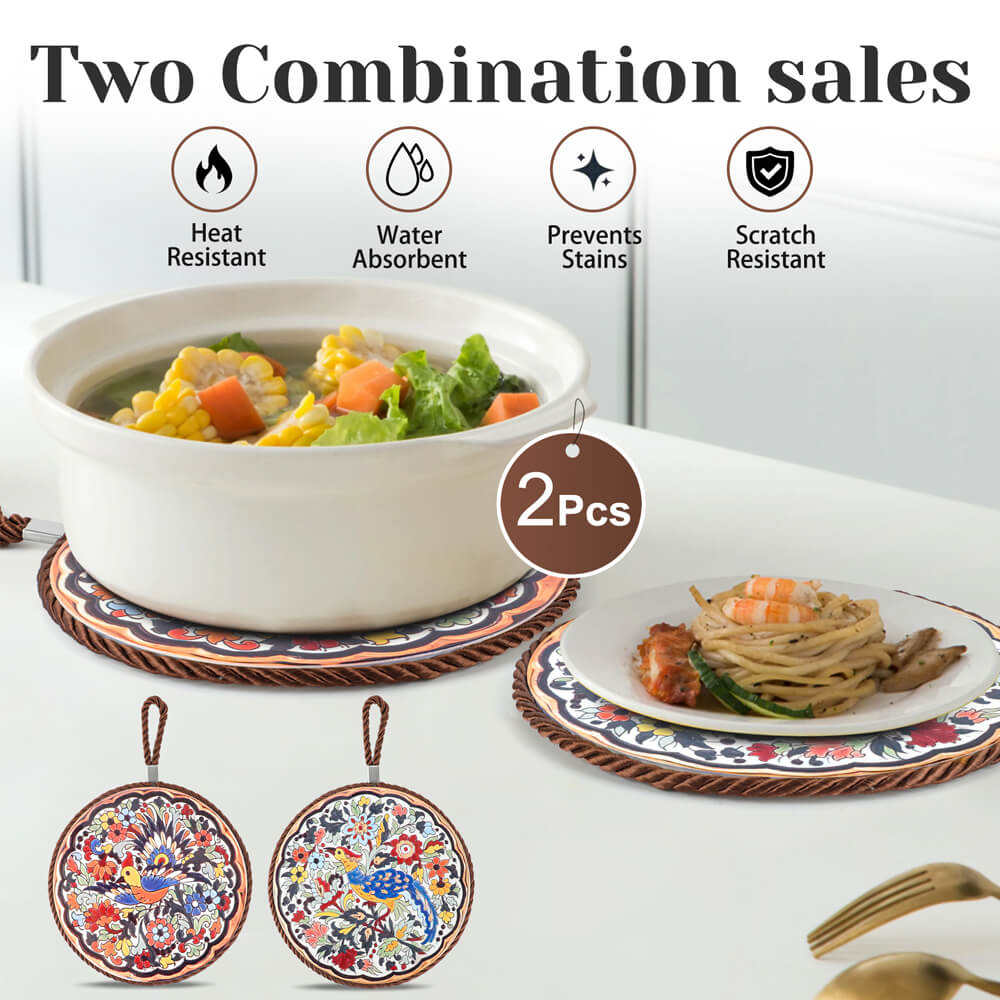 Two Combination sales
Heat
Resistant
Water
Absorbent
Prevents
Stains
Scratch
Resistant
2Pcs